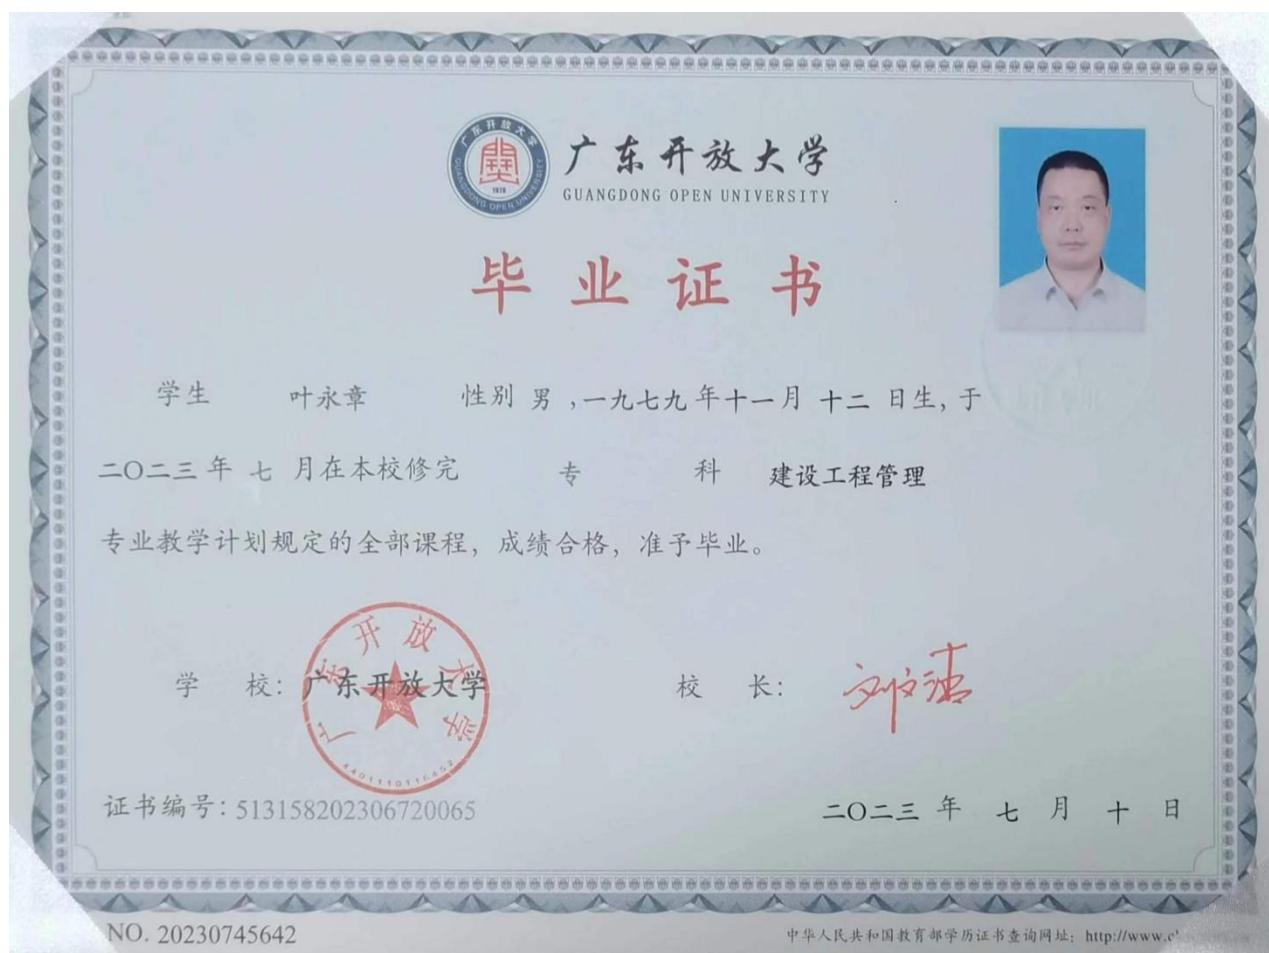 广东开放大学
GUANGDONG OPEN UNIVERSITY
毕业证书
学生 叶永章 性别 男 ,一九七九年十一月十二日生,于
二〇二三年七月在本校修完 专科 建设工程管理
专业教学计划规定的全部课程,成绩合格,准予毕业。
学校:广东开放大学 校长:
证书编号:513158202306720065 二〇二三年七月十日
NO. 20230745642 中华人民共和国教育部学历证书查询网址:http://www.